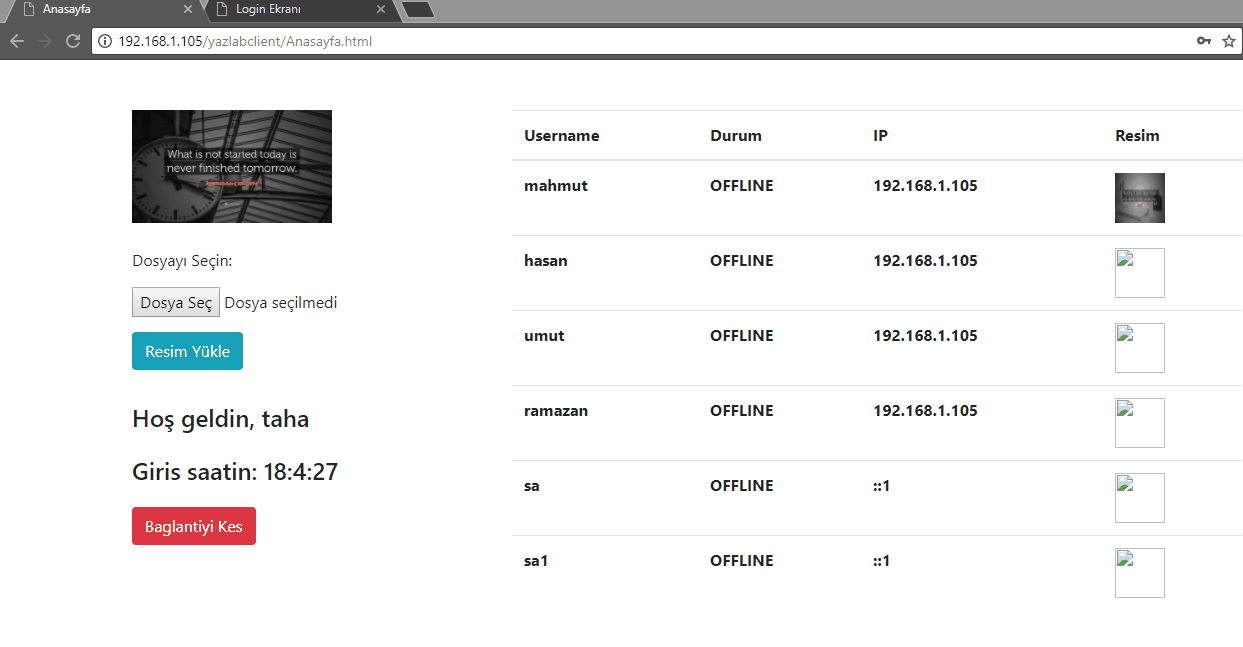 Anasayfa
Login Ekranı
192.168.1.105/yazlabclient/Anasayfa.html
What is not started today is
never finished tomorrow.
Dosyayı Seçin:
Dosya Seç Dosya seçilmedi
Resim Yükle
Hoş geldin, taha
Giris saatin: 18:4:27
Baglantiyi Kes
Username Durum IP Resim
mahmut OFFLINE 192.168.1.105
hasan OFFLINE 192.168.1.105
umut OFFLINE 192.168.1.105
ramazan OFFLINE 192.168.1.105
sa OFFLINE ::1
sa1 OFFLINE ::1